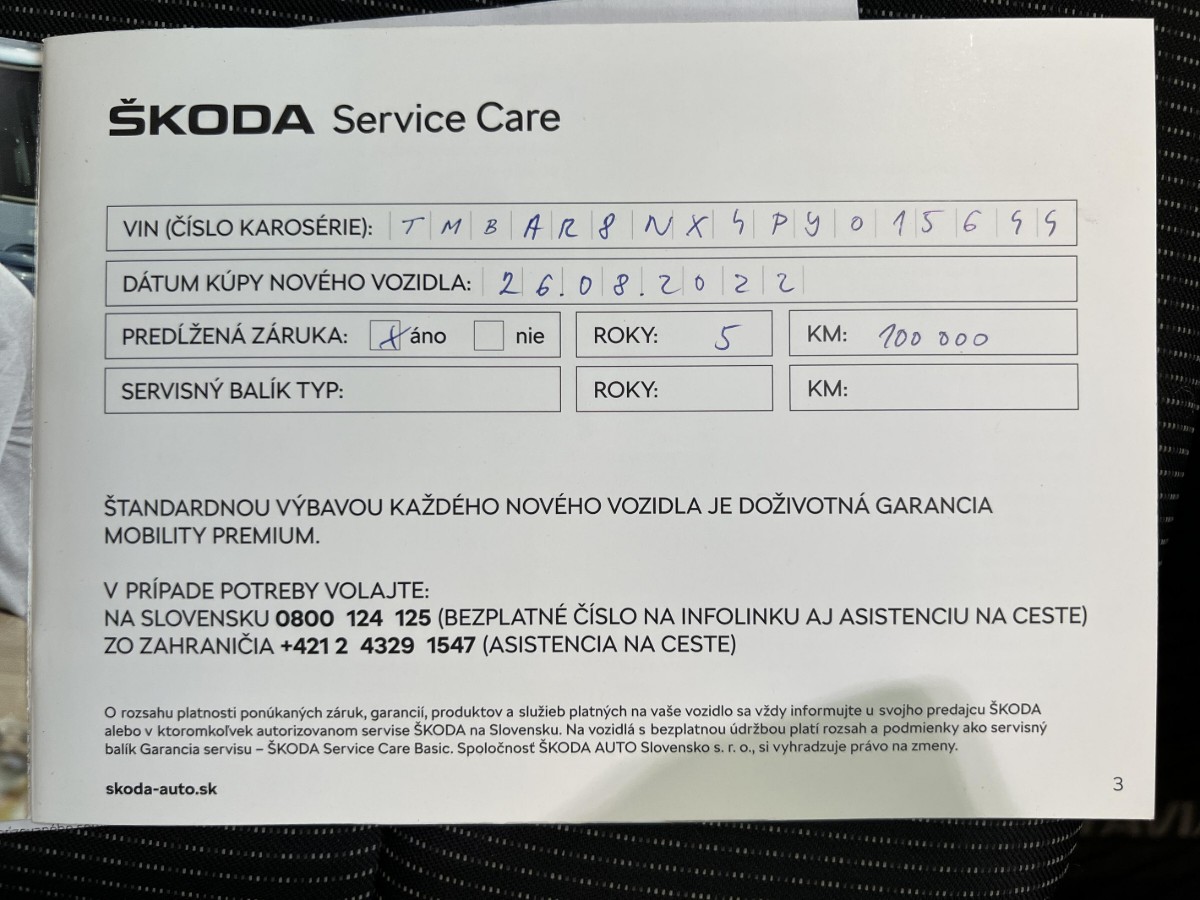 ŠKODA Service Care
VIN (ČÍSLO KAROSÉRIE): TMBAR8NX4PY015644
DÁTUM KÚPY NOVÉHO VOZIDLA: 26.08.2022
PREDĹŽENÁ ZÁRUKA: x áno nie ROKY: 5 KM: 100 000
SERVISNÝ BALÍK TYP: ROKY: KM:
ŠTANDARDNOU VÝBAVOU KAŽDÉHO NOVÉHO VOZIDLA JE DOŽIVOTNÁ GARANCIA
MOBILITY PREMIUM.
V PRÍPADE POTREBY VOLAJTE:
NA SLOVENSKU 0800 124 125 (BEZPLATNÉ ČÍSLO NA INFOLINKU AJ ASISTENCIU NA CESTE)
ZO ZAHRANIČIA +421 2 4329 1547 (ASISTENCIA NA CESTE)
O rozsahu platnosti ponúkaných záruk, garancií, produktov a služieb platných na vaše vozidlo sa vždy informujte u svojho predajcu ŠKODA
alebo v ktoromkoľvek autorizovanom servise ŠKODA na Slovensku. Na vozidlá s bezplatnou údržbou platí rozsah a podmienky ako servisný
balík Garancia servisu – ŠKODA Service Care Basic. Spoločnosť ŠKODA AUTO Slovensko s. r. o., si vyhradzuje právo na zmeny.
skoda-auto.sk
3